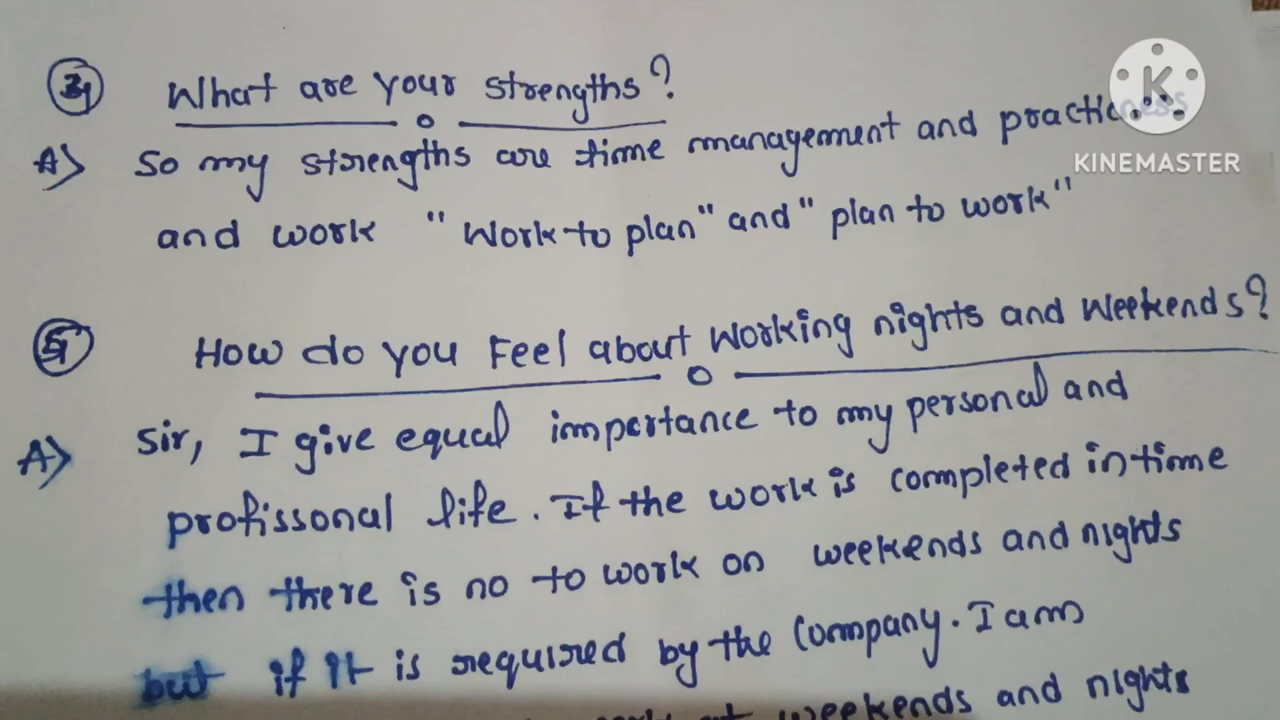 What are your strengths?
A) So my strengths are time management and
and work "Work to plan" and "plan to work"
5 How do you Feel about working nights and weekends?
A) Sir, I give equal importance to my personal and
profissonal life. If the work is completed in time
then there is no to work on weekends and nights
but if it is required by the Company. I am
weekends and nights
K
KINEMASTER